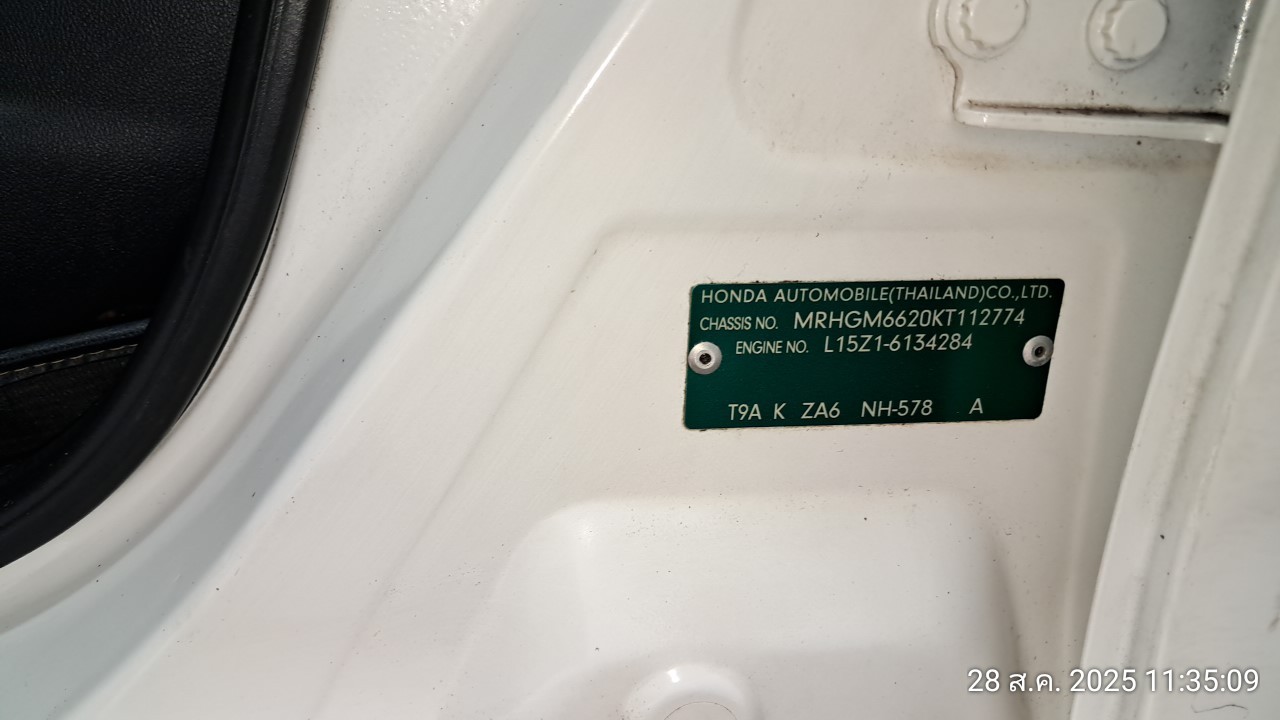 HONDA AUTOMOBILE(THAILAND)CO.,LTD.
CHASSIS NO. MRHGM6620KT112774
ENGINE NO. L15Z1-6134284
T9A K ZA6 NH-578 A
28 ส.ค. 2025 11:35:09